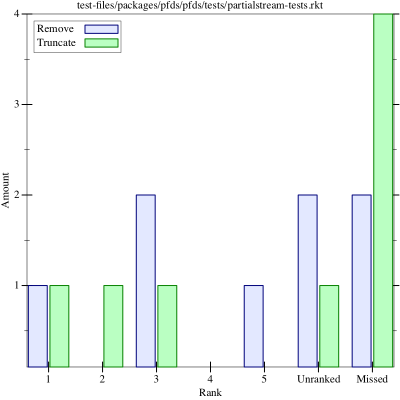 test-files/packages/pfds/pfds/tests/partialstream-tests.rkt
Remove
Truncate
4
3
2
1
Amount
1 2 3 4 5 Unranked Missed
Rank